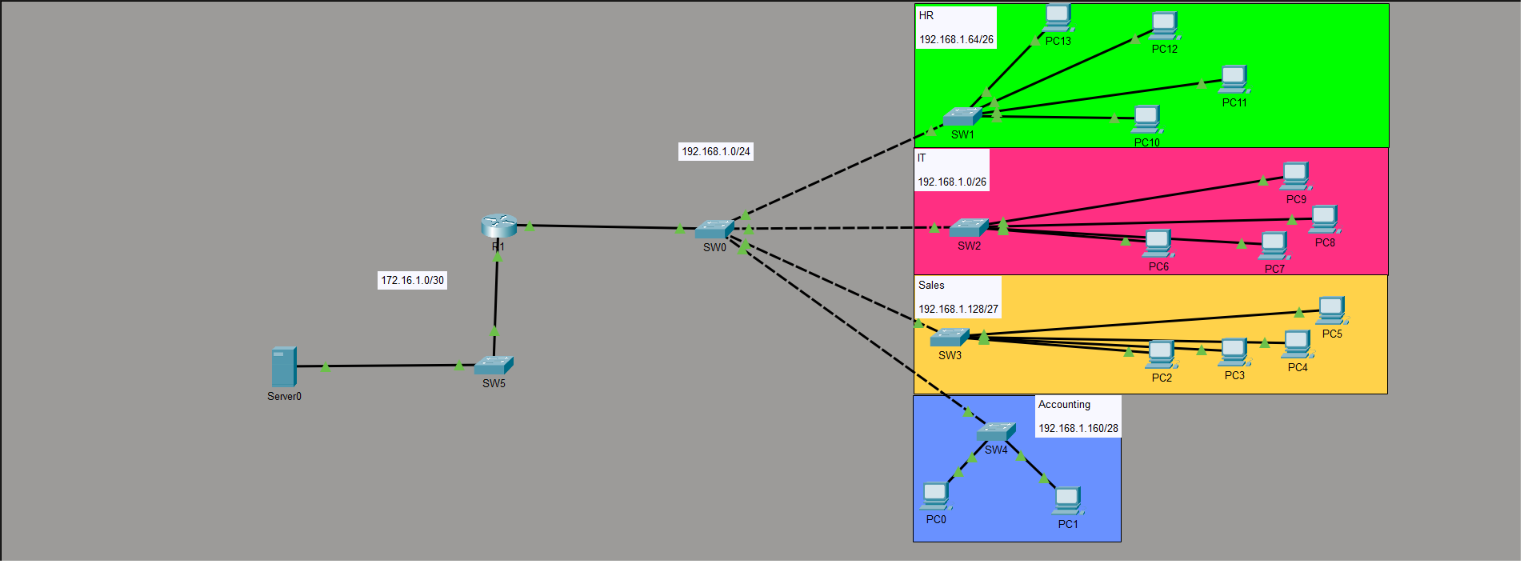 HR
192.168.1.64/26
PC13
PC12
PC11
SW1
PC10
192.168.1.0/24
IT
192.168.1.0/26
PC9
R1
SW0
SW2
PC8
PC6
PC7
172.16.1.0/30
Sales
192.168.1.128/27
PC5
SW3
PC2
PC3
PC4
SW5
Server0
Accounting
192.168.1.160/28
SW4
PC0
PC1